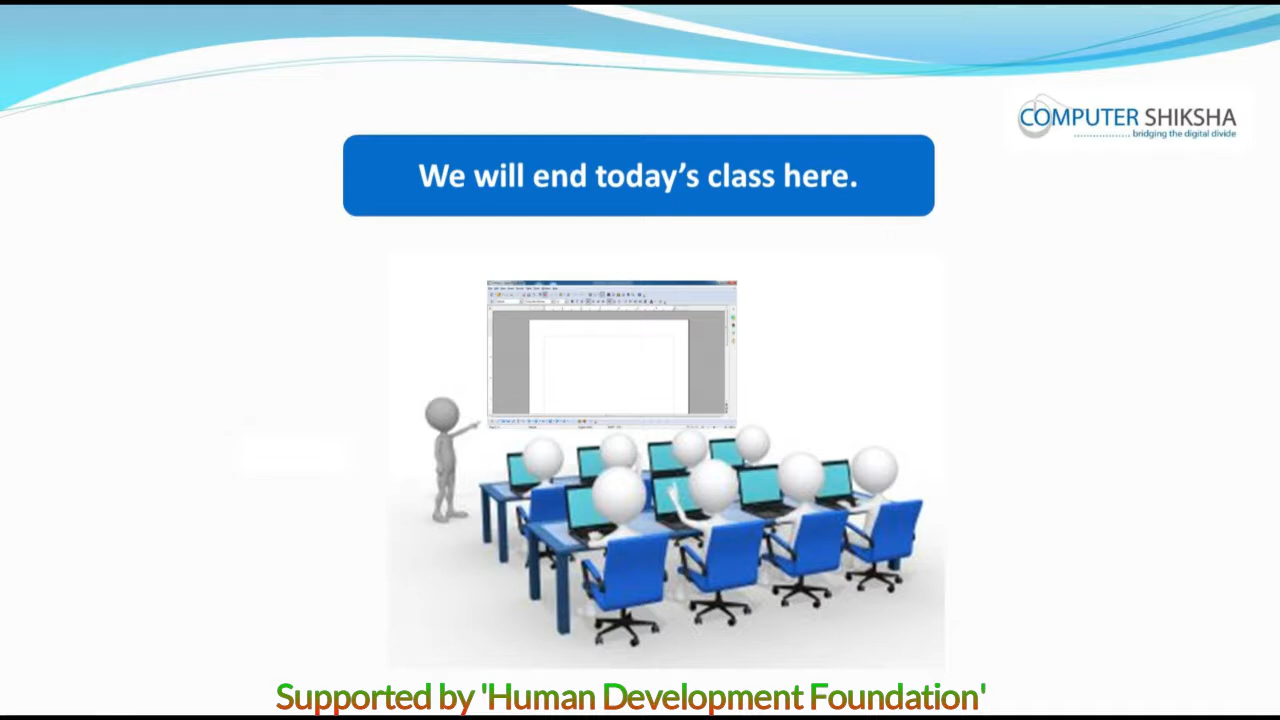 COMPUTER SHIKSHA
bridging the digital divide
We will end today’s class here.
Supported by 'Human Development Foundation'